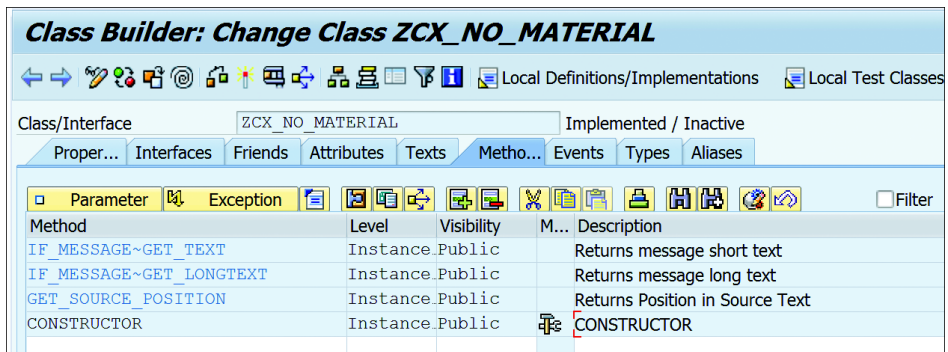 Class Builder: Change Class ZCX_NO_MATERIAL
Local Definitions/Implementations Local Test Classes
Class/Interface ZCX_NO_MATERIAL Implemented / Inactive
Proper... Interfaces Friends Attributes Texts Metho... Events Types Aliases
Parameter Exception Filter
Method Level Visibility M... Description
IF_MESSAGE~GET_TEXT Instance Public Returns message short text
IF_MESSAGE~GET_LONGTEXT Instance Public Returns message long text
GET_SOURCE_POSITION Instance Public Returns Position in Source Text
CONSTRUCTOR Instance Public CONSTRUCTOR